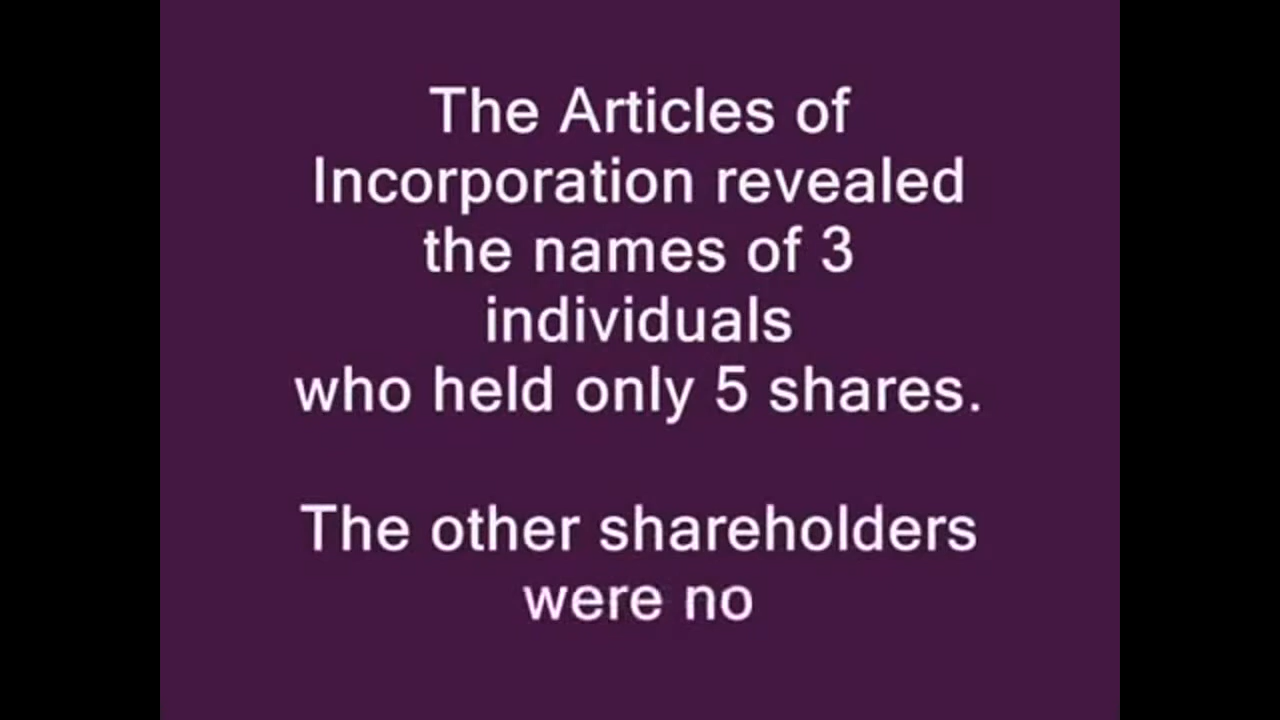 The Articles of
Incorporation revealed
the names of 3
individuals
who held only 5 shares.
The other shareholders
were no